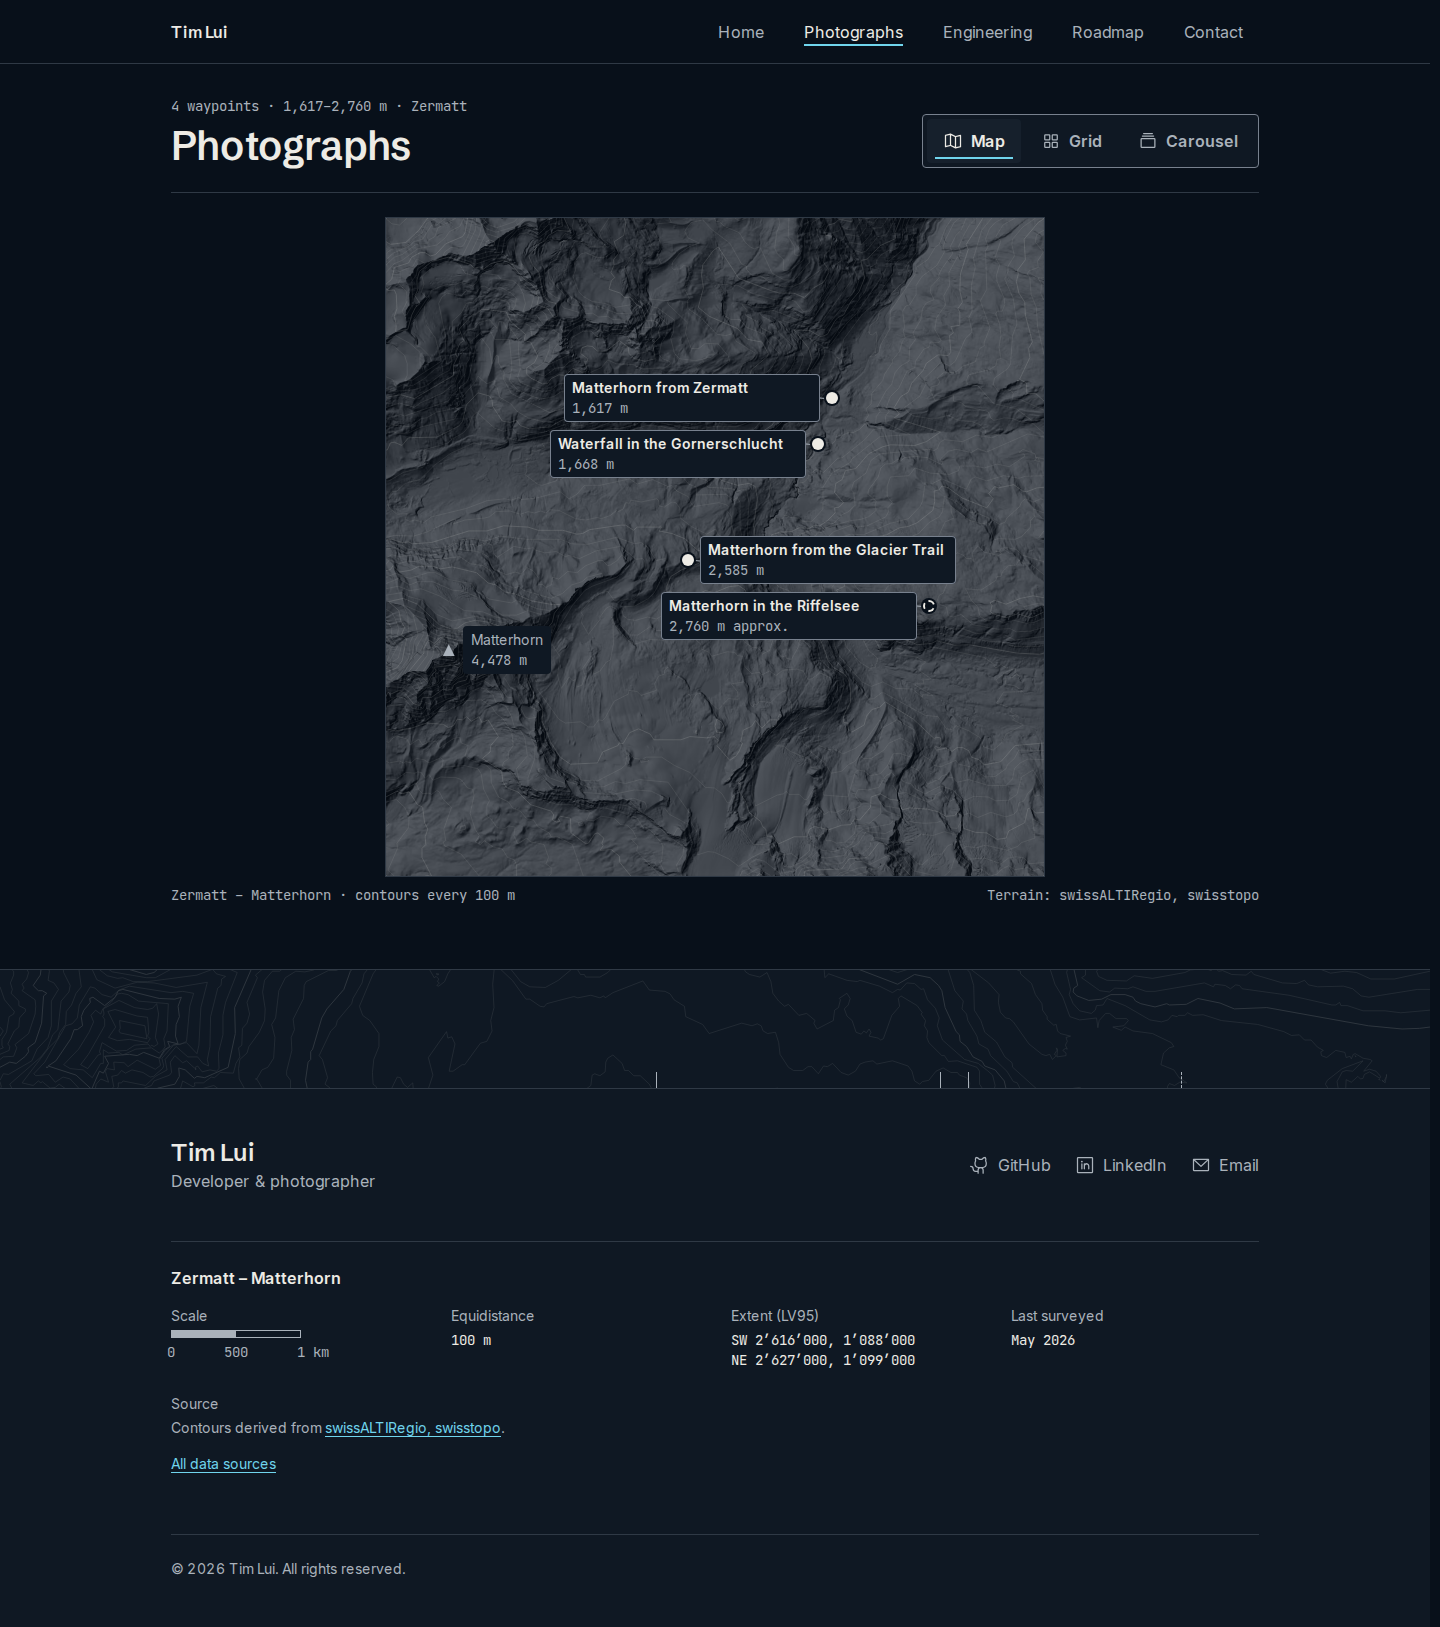 Tim Lui
Home Photographs Engineering Roadmap Contact
4 waypoints · 1,617–2,760 m · Zermatt
Photographs
Map Grid Carousel
Matterhorn from Zermatt
1,617 m
Waterfall in the Gornerschlucht
1,668 m
Matterhorn from the Glacier Trail
2,585 m
Matterhorn in the Riffelsee
2,760 m approx.
Matterhorn
4,478 m
Zermatt – Matterhorn · contours every 100 m
Terrain: swissALTIRegio, swisstopo
Tim Lui
Developer & photographer
GitHub LinkedIn Email
Zermatt – Matterhorn
Scale
0 500 1 km
Equidistance
100 m
Extent (LV95)
SW 2’616’000, 1’088’000
NE 2’627’000, 1’099’000
Last surveyed
May 2026
Source
Contours derived from swissALTIRegio, swisstopo.
All data sources
© 2026 Tim Lui. All rights reserved.